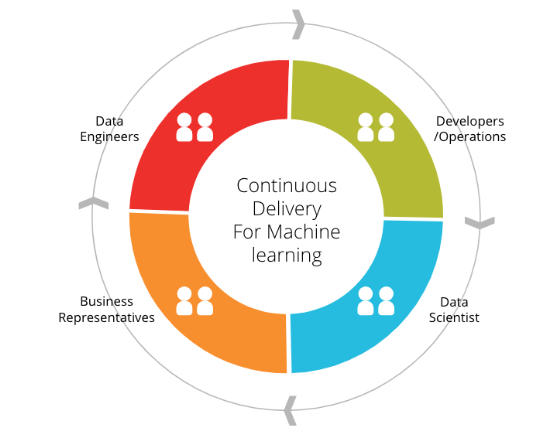 Data
Engineers
Developers
/Operations
Continuous
Delivery
For Machine
learning
Business
Representatives
Data
Scientist